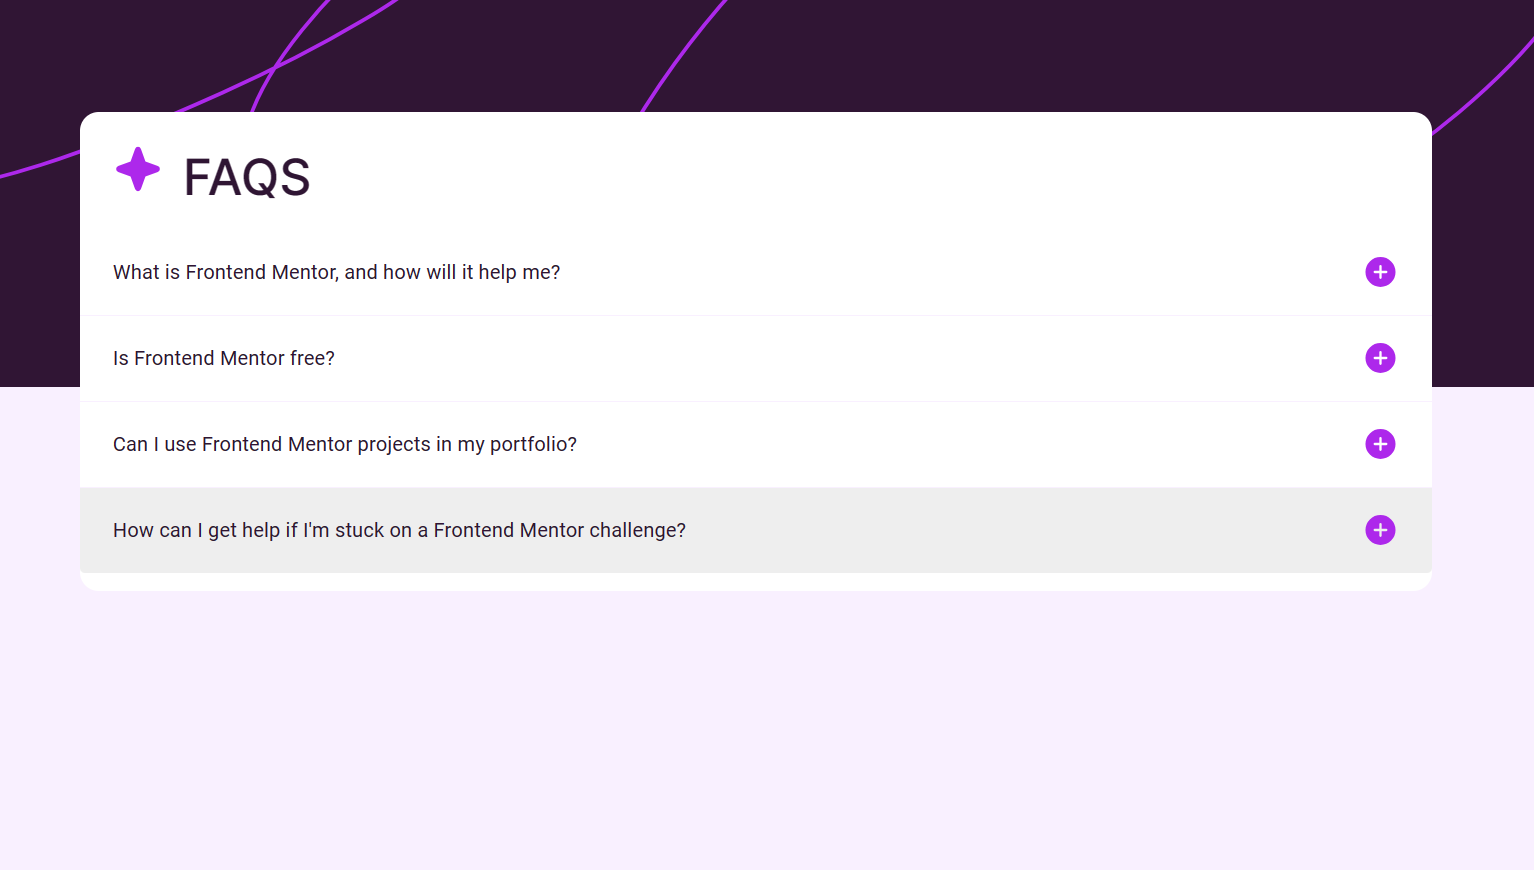 FAQS
What is Frontend Mentor, and how will it help me?
Is Frontend Mentor free?
Can I use Frontend Mentor projects in my portfolio?
How can I get help if I'm stuck on a Frontend Mentor challenge?